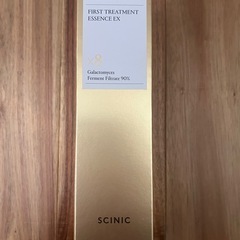 FIRST TREATMENT
ESSENCE EX
Galactomyces
Ferment Filtrate 90%
SCINIC